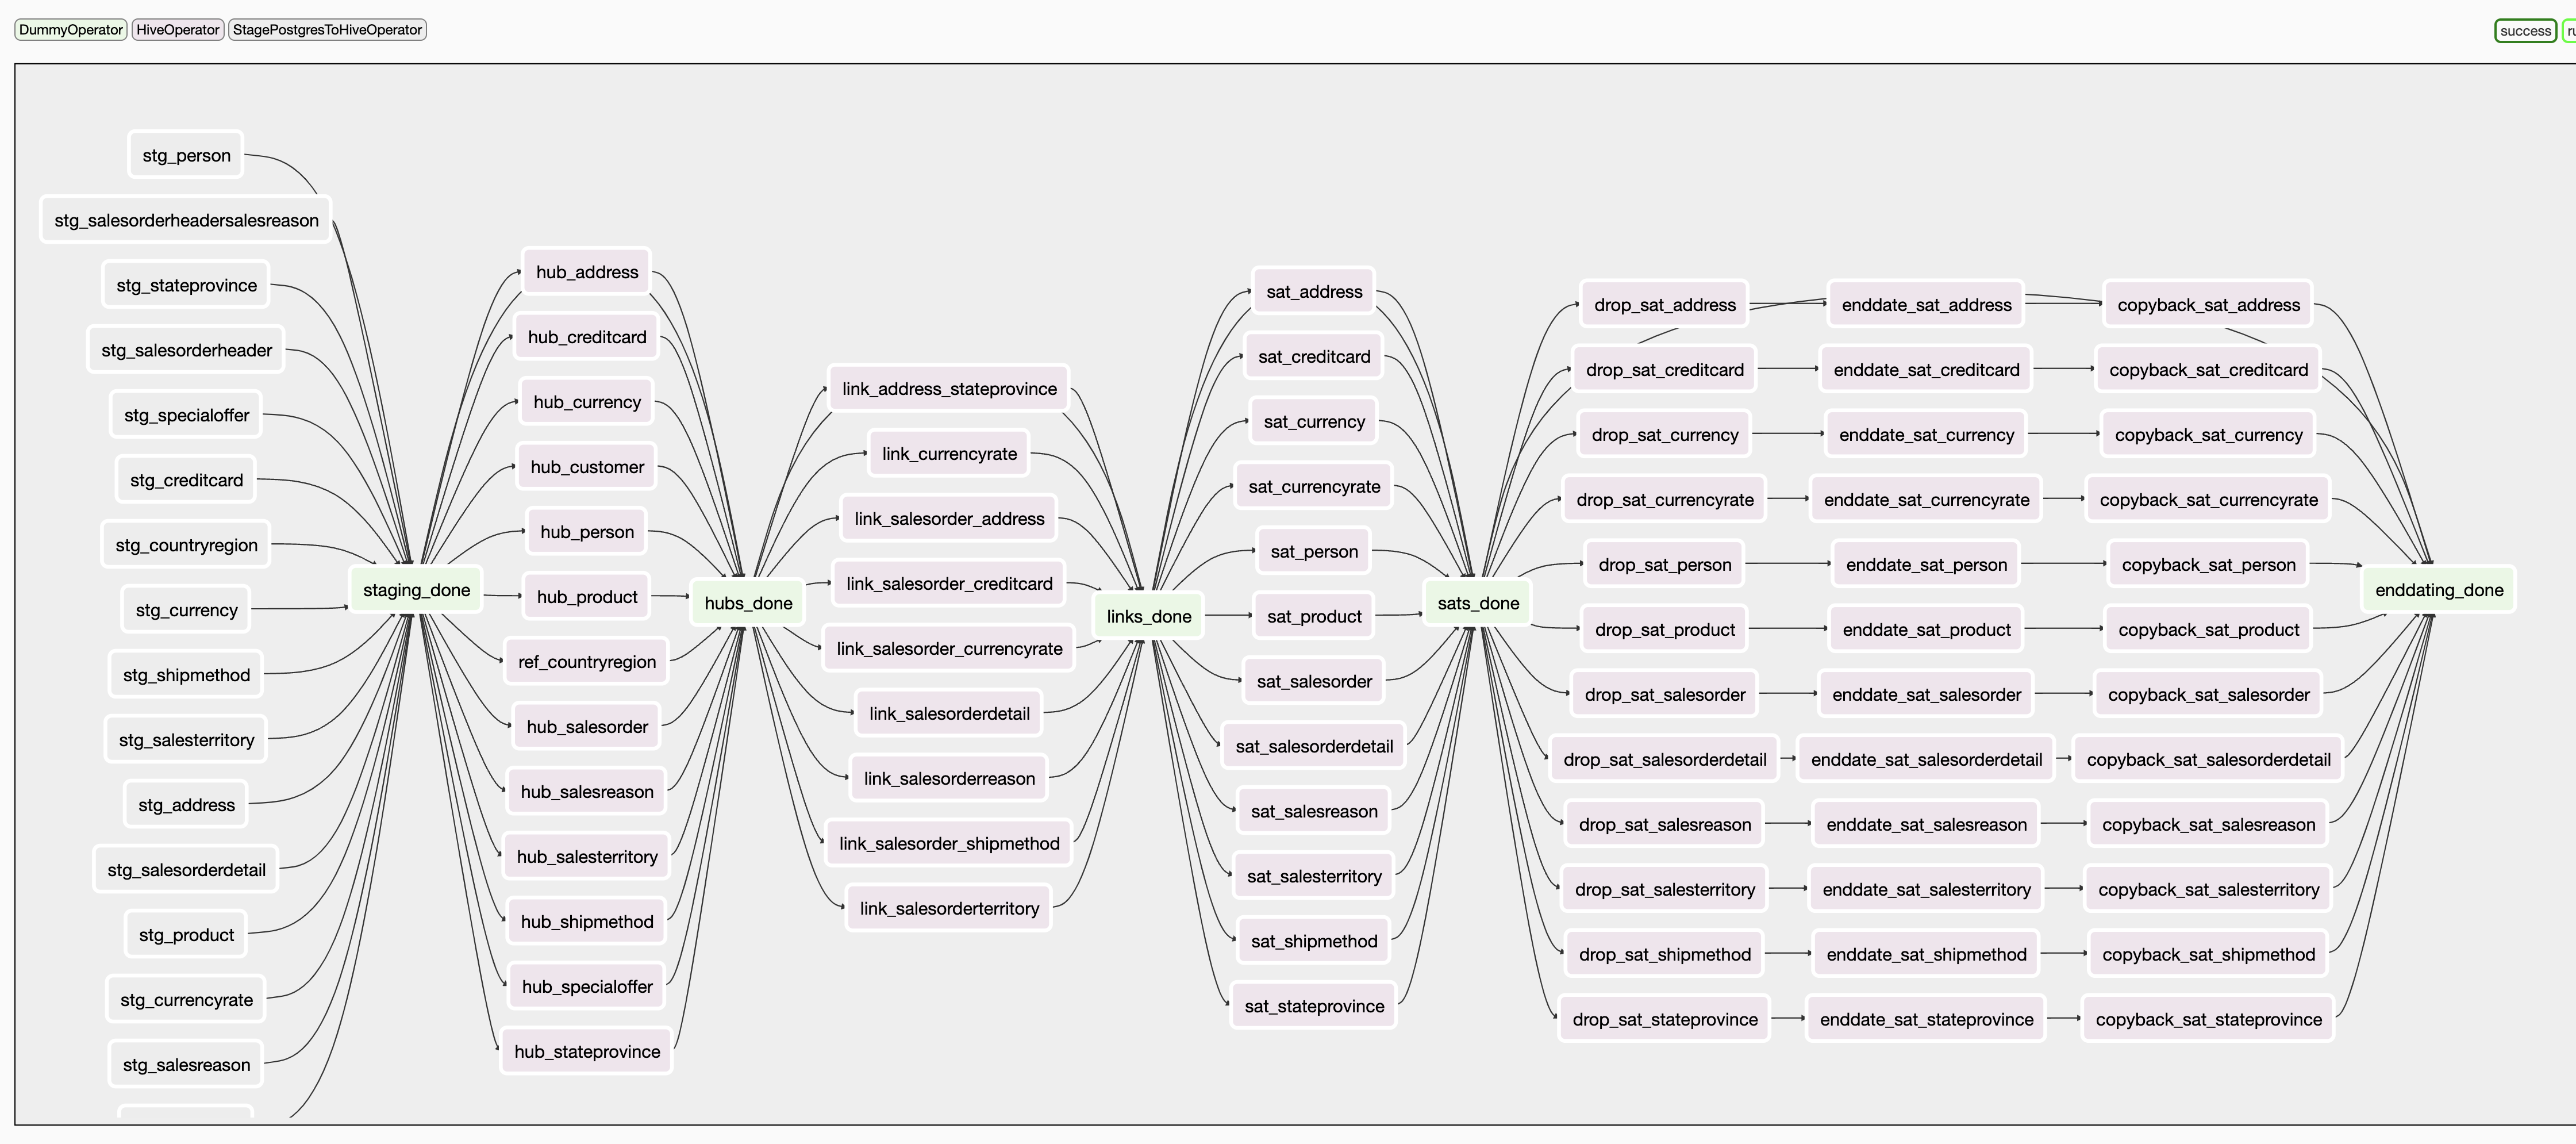 DummyOperator HiveOperator StagePostgresToHiveOperator
success
stg_person
stg_salesorderheadersalesreason
stg_stateprovince
stg_salesorderheader
stg_specialoffer
stg_creditcard
stg_countryregion
stg_currency
stg_shipmethod
stg_salesterritory
stg_address
stg_salesorderdetail
stg_product
stg_currencyrate
stg_salesreason
staging_done
hub_address
hub_creditcard
hub_currency
hub_customer
hub_person
hub_product
ref_countryregion
hub_salesorder
hub_salesreason
hub_salesterritory
hub_shipmethod
hub_specialoffer
hub_stateprovince
hubs_done
link_address_stateprovince
link_currencyrate
link_salesorder_address
link_salesorder_creditcard
link_salesorder_currencyrate
link_salesorderdetail
link_salesorderreason
link_salesorder_shipmethod
link_salesorderterritory
links_done
sat_address
sat_creditcard
sat_currency
sat_currencyrate
sat_person
sat_product
sat_salesorder
sat_salesorderdetail
sat_salesreason
sat_salesterritory
sat_shipmethod
sat_stateprovince
sats_done
drop_sat_address
drop_sat_creditcard
drop_sat_currency
drop_sat_currencyrate
drop_sat_person
drop_sat_product
drop_sat_salesorder
drop_sat_salesorderdetail
drop_sat_salesreason
drop_sat_salesterritory
drop_sat_shipmethod
drop_sat_stateprovince
enddate_sat_address
enddate_sat_creditcard
enddate_sat_currency
enddate_sat_currencyrate
enddate_sat_person
enddate_sat_product
enddate_sat_salesorder
enddate_sat_salesorderdetail
enddate_sat_salesreason
enddate_sat_salesterritory
enddate_sat_shipmethod
enddate_sat_stateprovince
copyback_sat_address
copyback_sat_creditcard
copyback_sat_currency
copyback_sat_currencyrate
copyback_sat_person
copyback_sat_product
copyback_sat_salesorder
copyback_sat_salesorderdetail
copyback_sat_salesreason
copyback_sat_salesterritory
copyback_sat_shipmethod
copyback_sat_stateprovince
enddating_done